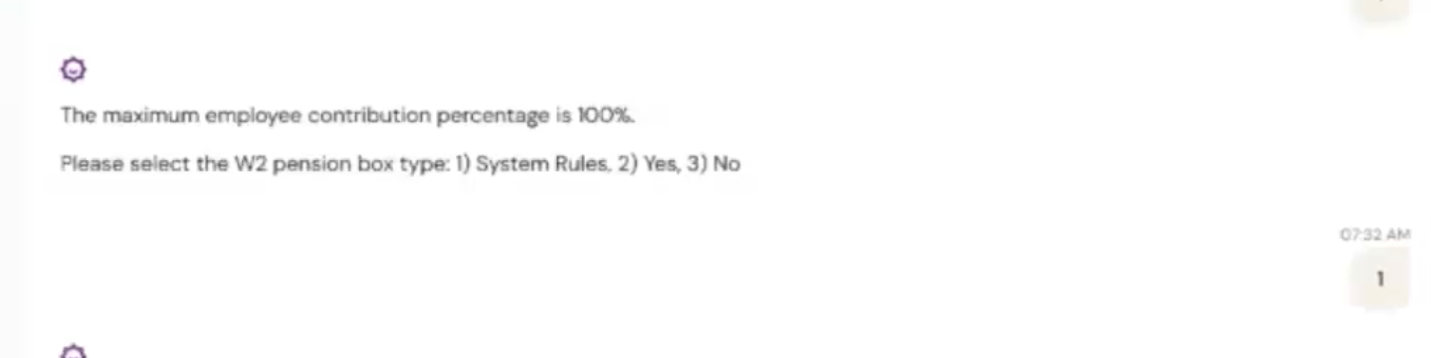 The maximum employee contribution percentage is 100%.
Please select the W2 pension box type: 1) System Rules, 2) Yes, 3) No
07:32 AM
1